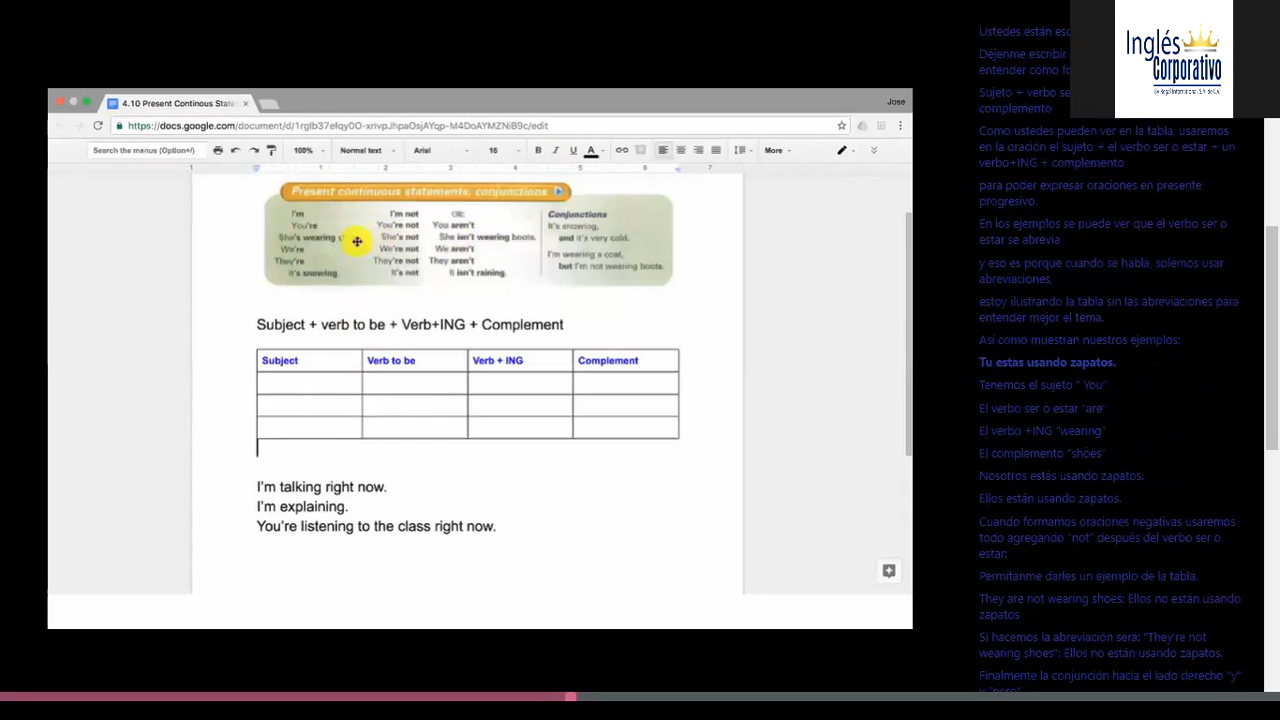 4.10 Present Continous State
Jose
https://docs.google.com/document/d/1rgIb37elqy0O-xrivpJhpaOsjAYqp-M4DoAYMZNiB9c/edit
Search the menus (Option+/)
100%
Normal text
Arial
16
B I U A
More
1 1 2 3 4 5 6 7
Present continuous statements; conjunctions
I'm I'm not OR: Conjunctions
You're You're not You aren't It's snowing,
She's wearing She's not She isn't wearing boots. and it's very cold.
We're We're not We aren't I'm wearing a coat,
They're They're not They aren't but I'm not wearing boots.
It's snowing. It's not It isn't raining.
Subject + verb to be + Verb+ING + Complement
Subject Verb to be Verb + ING Complement
I'm talking right now.
I'm explaining.
You're listening to the class right now.
Inglés
Corporativo
Ustedes están
Déjenme escribir
entender cómo
Sujeto + verbo
complemento
Como ustedes pueden ver en la tabla, usaremos
en la oración el sujeto + el verbo ser o estar + un
verbo+ING + complemento
para poder expresar oraciones en presente
progresivo.
En los ejemplos se puede ver que el verbo ser o
estar se abrevia
y eso es porque cuando se habla, solemos usar
abreviaciones,
estoy ilustrando la tabla sin las abreviaciones para
entender mejor el tema.
Así como muestran nuestros ejemplos:
Tu estas usando zapatos.
Tenemos el sujeto " You"
El verbo ser o estar "are"
El verbo +ING "wearing"
El complemento "shoes"
Nosotros estás usando zapatos.
Ellos están usando zapatos.
Cuando formamos oraciones negativas usaremos
todo agregando "not" después del verbo ser o
estar:
Permítanme darles un ejemplo de la tabla.
They are not wearing shoes: Ellos no están usando
zapatos
Si hacemos la abreviación será: "They're not
wearing shoes": Ellos no están usando zapatos.
Finalmente la conjunción hacia el lado derecho "y"
y "pero"